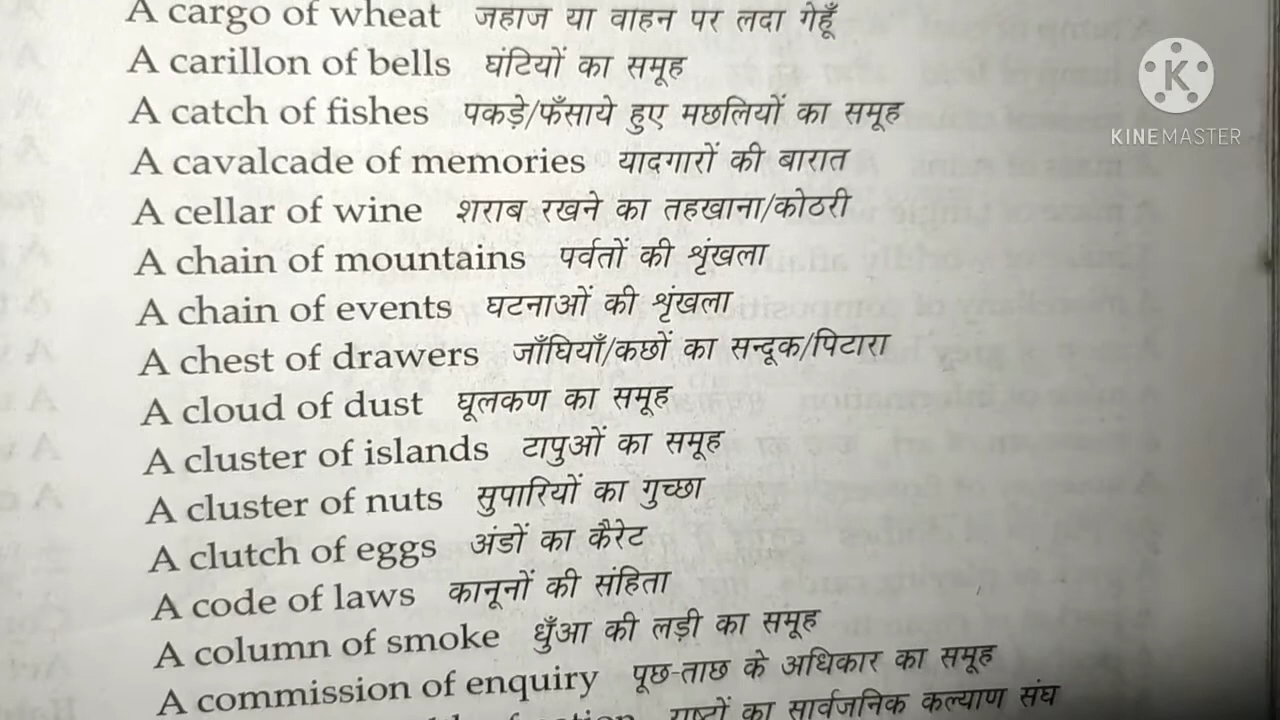 A cargo of wheat जहाज या वाहन पर लदा गेहूँ
A carillon of bells घंटियों का समूह
A catch of fishes पकड़े/फँसाये हुए मछलियों का समूह
A cavalcade of memories यादगारों की बारात
A cellar of wine शराब रखने का तहखाना/कोठरी
A chain of mountains पर्वतों की शृंखला
A chain of events घटनाओं की शृंखला
A chest of drawers जाँघियाँ/कछों का सन्दूक/पिटारा
A cloud of dust घूलकण का समूह
A cluster of islands टापुओं का समूह
A cluster of nuts सुपारियों का गुच्छा
A clutch of eggs अंडों का कैरेट
A code of laws कानूनों की संहिता
A column of smoke धुँआ की लड़ी का समूह
A commission of enquiry पूछ-ताछ के अधिकार का समूह
राष्टों का सार्वजनिक कल्याण संघ
K
KINEMASTER